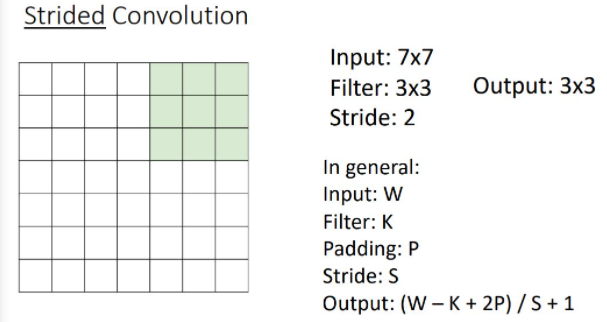 Strided Convolution
Input: 7x7
Filter: 3x3
Output: 3x3
Stride: 2
In general:
Input: W
Filter: K
Padding: P
Stride: S
Output: (W – K + 2P) / S + 1